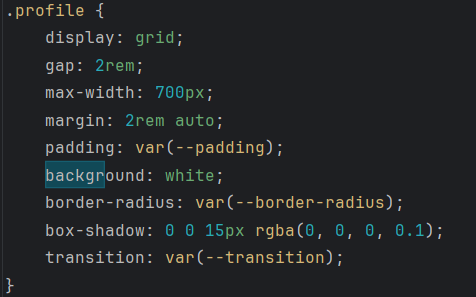 .profile {
    display: grid;
    gap: 2rem;
    max-width: 700px;
    margin: 2rem auto;
    padding: var(--padding);
    background: white;
    border-radius: var(--border-radius);
    box-shadow: 0 0 15px rgba(0, 0, 0, 0.1);
    transition: var(--transition);
}